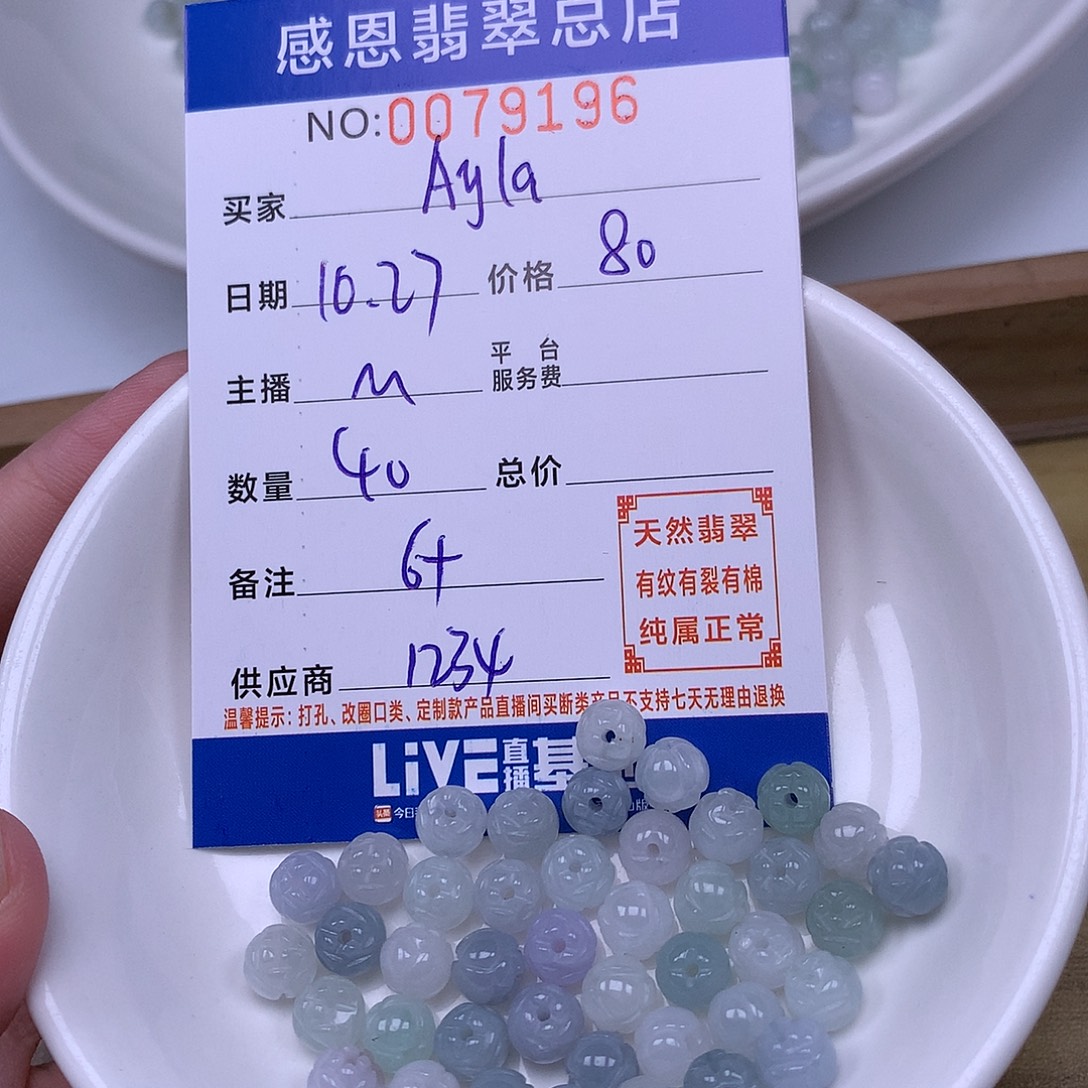 感恩翡翠总店
NO:0079196
买家 Ayla
日期 10.27 价格 80
主播 M 平台服务费
数量 40 总价
备注 6+
供应商 1234
天然翡翠
有纹有裂有棉
纯属正常
温馨提示：打孔、改圈口类、定制款产品直播间买断类产品不支持七天无理由退换
LiVE直播基
今日